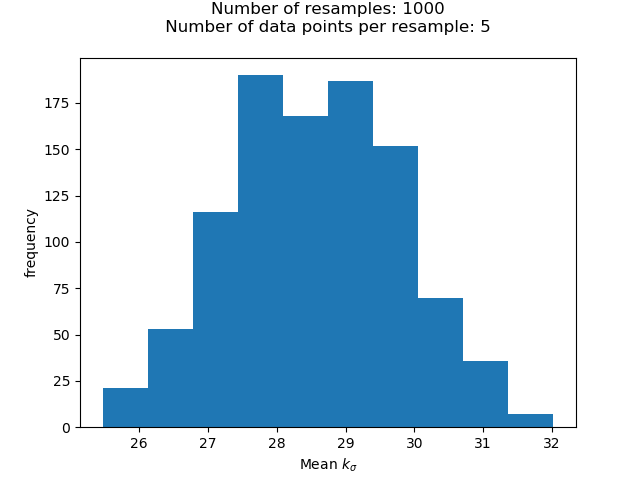 Number of resamples: 1000
Number of data points per resample: 5
175
150
125
100
75
50
25
0
frequency
26 27 28 29 30 31 32
Mean k_σ